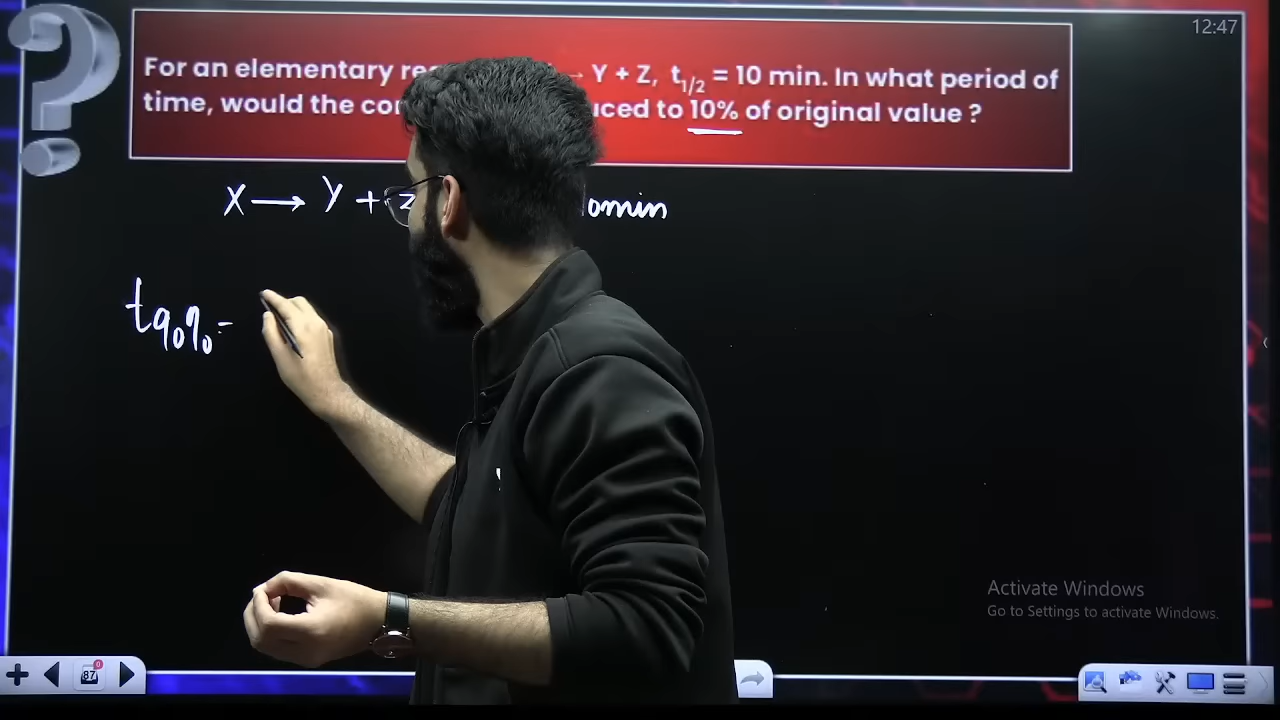 12:47
For an elementary re Y + Z, t1/2 = 10 min. In what period of
time, would the co uced to 10% of original value ?
X → Y + Z omin
t90% =
Activate Windows
Go to Settings to activate Windows.
87